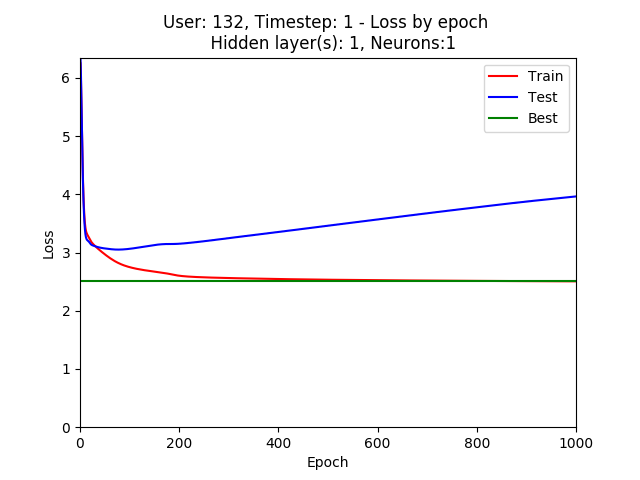 User: 132, Timestep: 1 - Loss by epoch
Hidden layer(s): 1, Neurons:1
Train
Test
Best
6
5
4
3
2
1
0
Loss
0 200 400 600 800 1000
Epoch